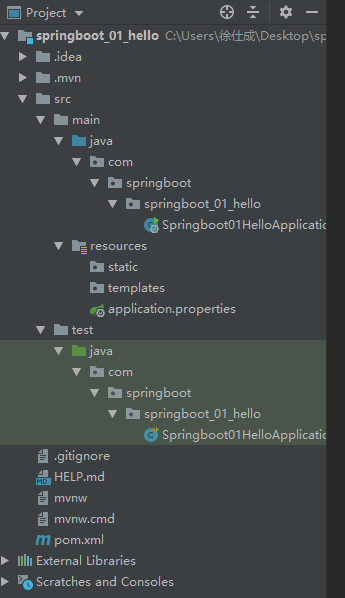 Project
springboot_01_hello C:\Users\徐仕成\Desktop\sp
.idea
.mvn
src
main
java
com
springboot
springboot_01_hello
Springboot01HelloApplication
resources
static
templates
application.properties
test
java
com
springboot
springboot_01_hello
Springboot01HelloApplication
.gitignore
HELP.md
mvnw
mvnw.cmd
pom.xml
External Libraries
Scratches and Consoles